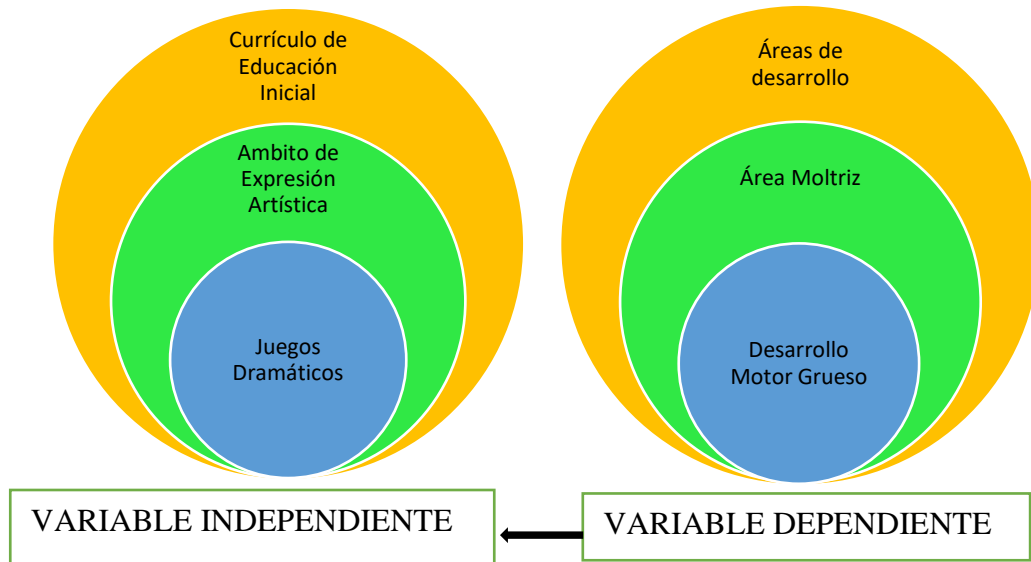 Currículo de
Educación
Inicial
Ambito de
Expresión
Artística
Juegos
Dramáticos
VARIABLE INDEPENDIENTE
Áreas de
desarrollo
Área Moltriz
Desarrollo
Motor Grueso
VARIABLE DEPENDIENTE